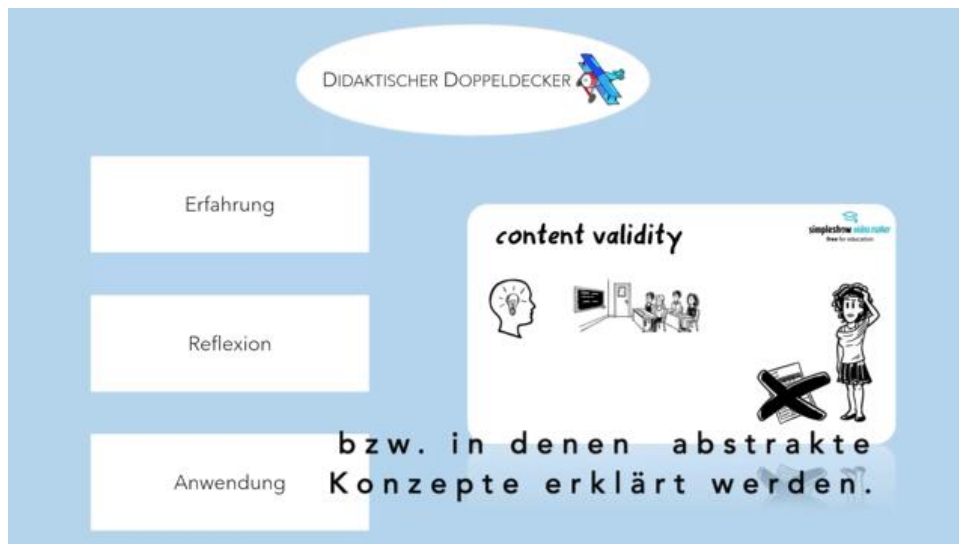 DIDAKTISCHER DOPPELDECKER
Erfahrung
Reflexion
Anwendung
content validity
simpleshow video maker
free for education
bzw. in denen abstrakte
Konzepte erklärt werden.